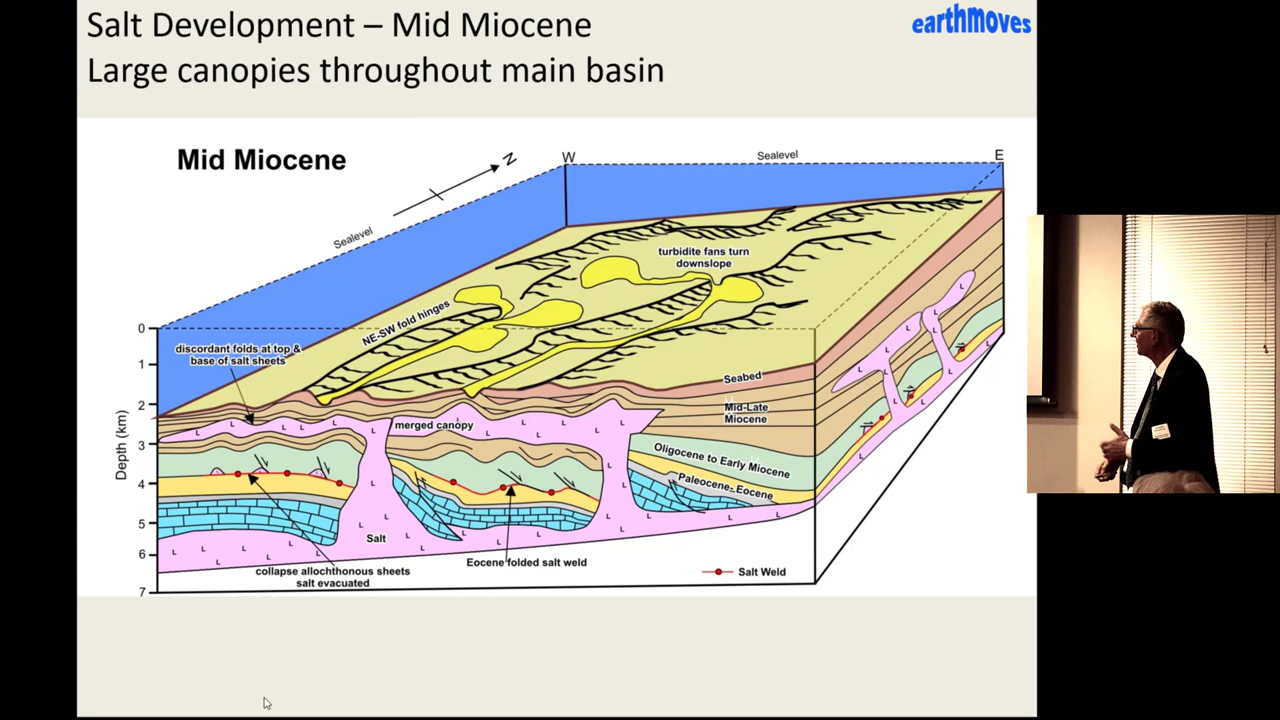 Salt Development – Mid Miocene
earthmoves
Large canopies throughout main basin
Mid Miocene
N
W
Sealevel
E
Sealevel
turbidite fans turn
downslope
NE-SW fold hinges
0
discordant folds at top &
base of salt sheets
1
2
3
4
5
6
7
Depth (km)
Seabed
Mid-Late
Miocene
merged canopy
Oligocene to Early Miocene
Paleocene- Eocene
Salt
Eocene folded salt weld
collapse allochthonous sheets
salt evacuated
Salt Weld